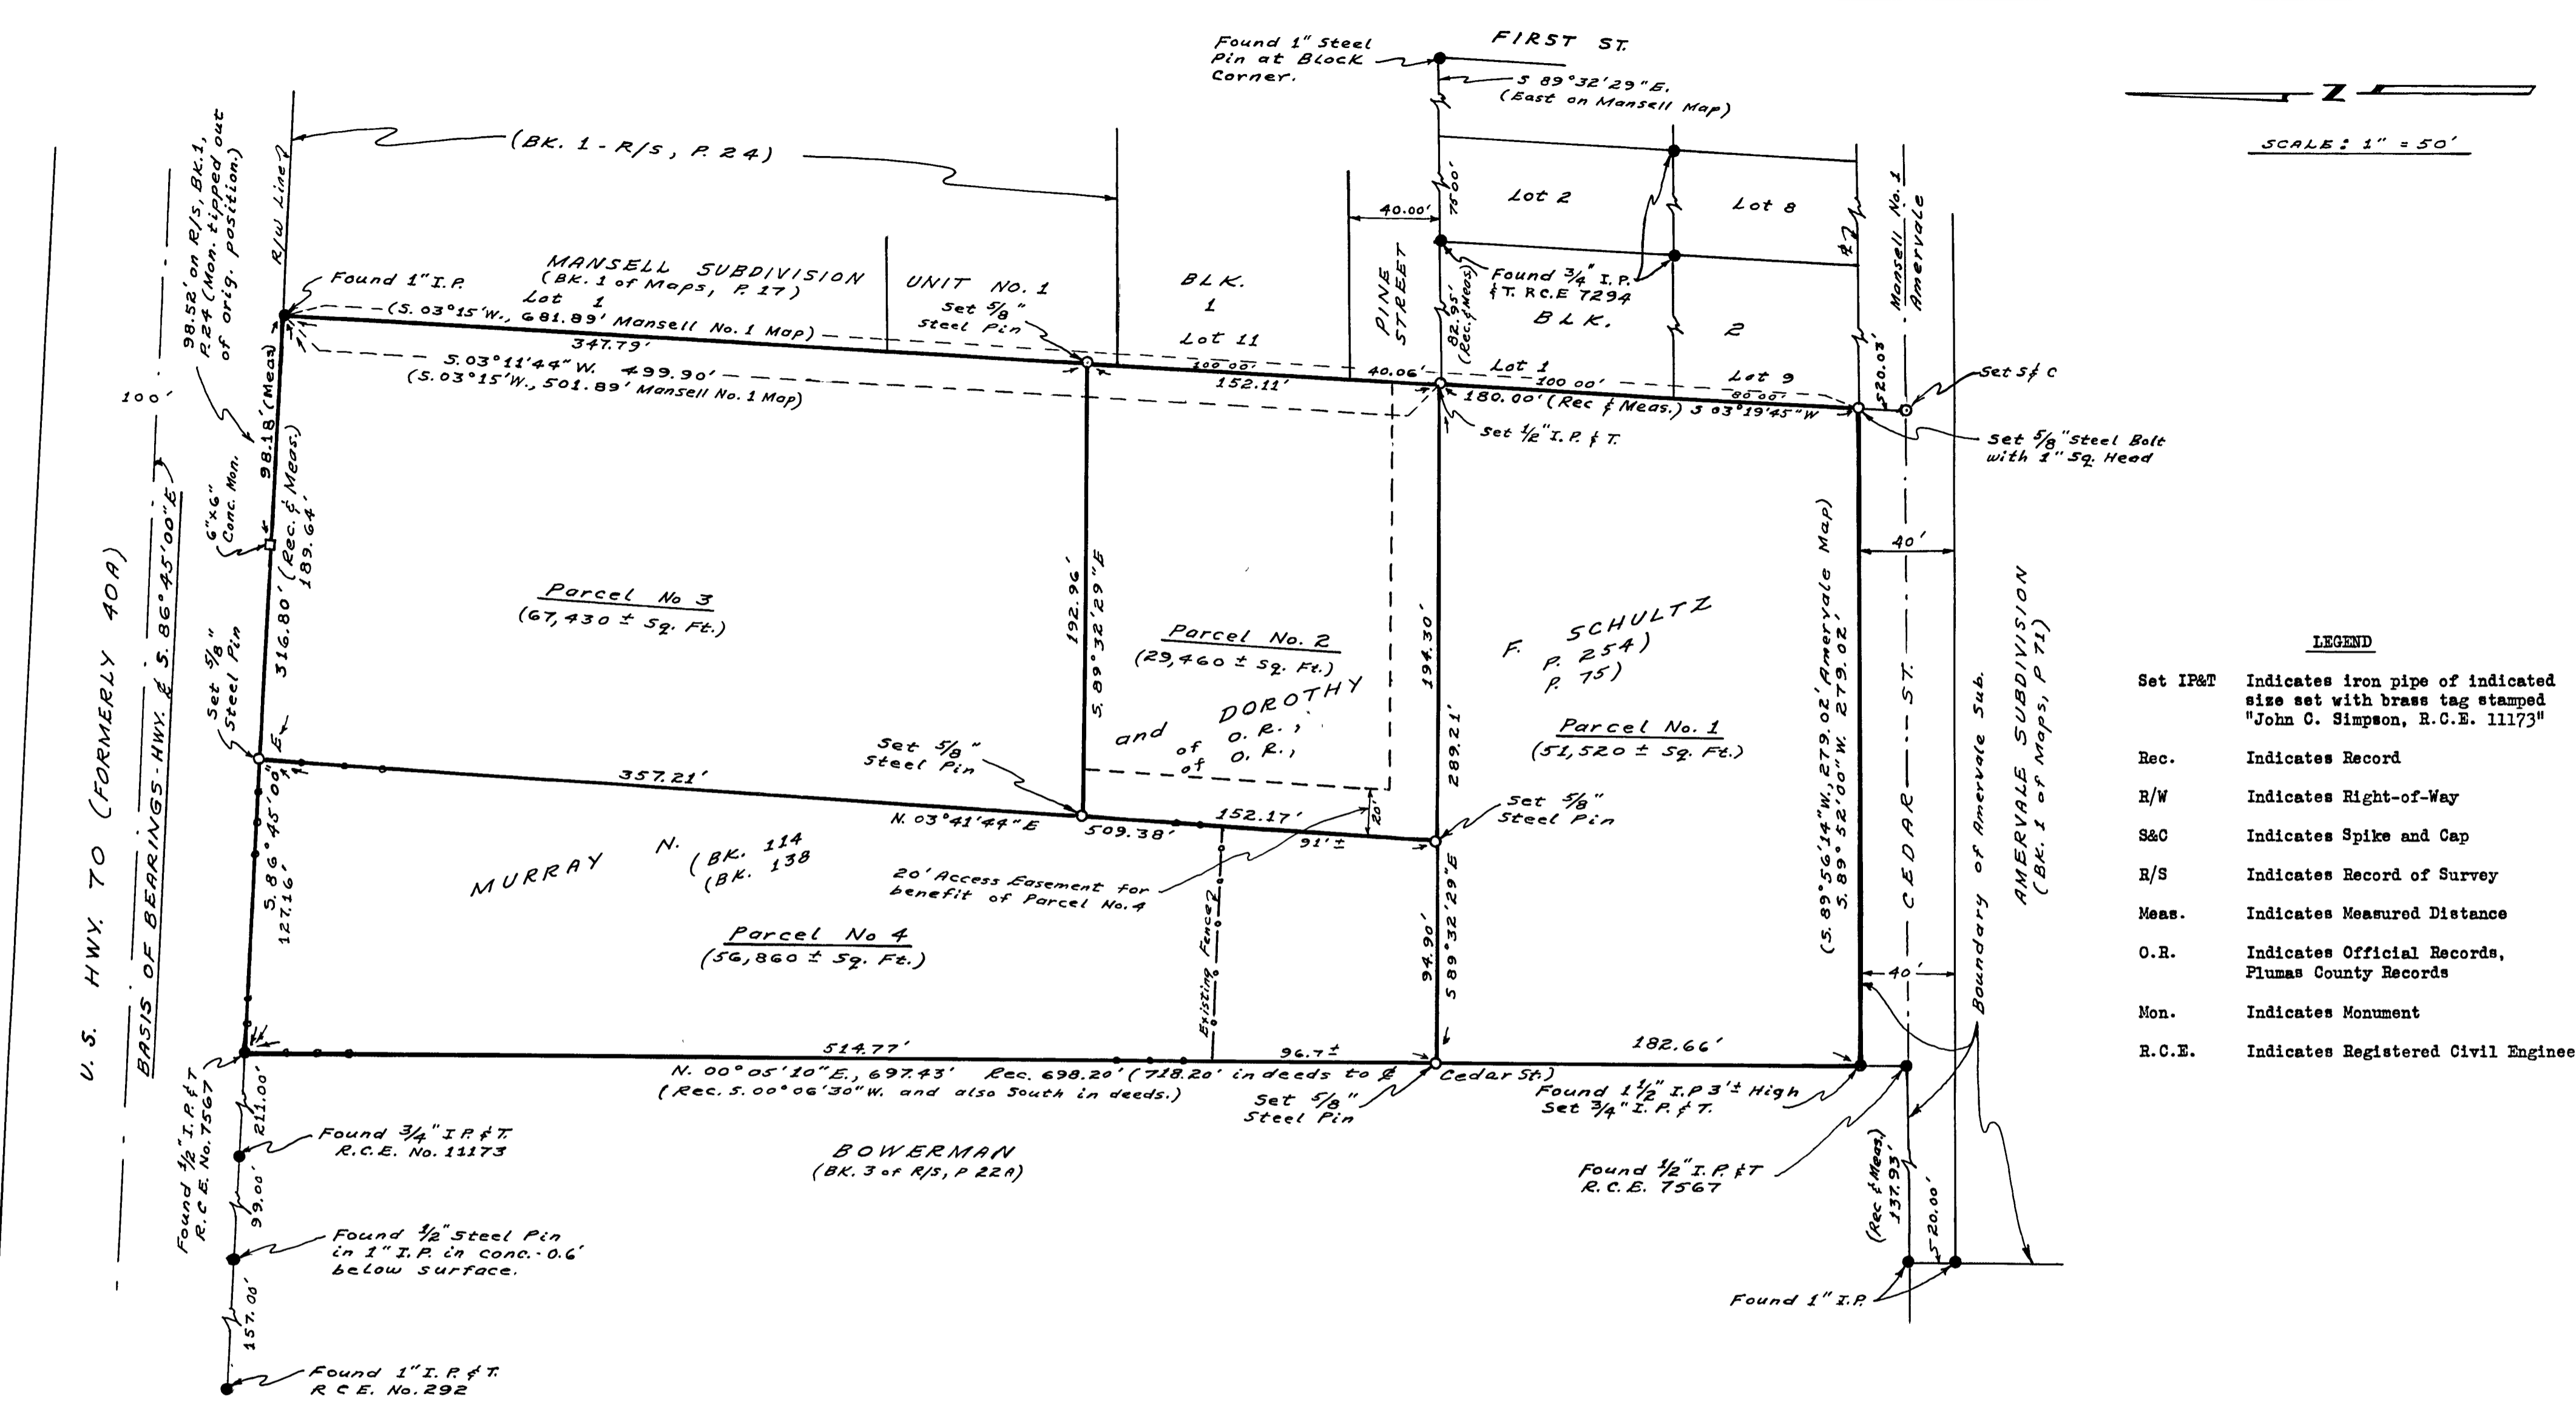 Found 1" Steel
Pin at Block
Corner.
FIRST ST.
S 89°32'29"E.
(East on Mansell Map)
Z
SCALE: 1" = 50'
98.52' on R/S, BK.1,
P.24 (Mon. tipped out
of orig. position.)
R/W Line
(BK. 1 - R/S, P. 24)
75.00'
Lot 2
Lot 8
40.00'
Mansell No. 1
Amervale
Found 1" I.P.
MANSELL SUBDIVISION
(BK. 1 of Maps, P. 17)
Lot 1
UNIT NO. 1
BLK.
1
Lot 11
Set 5/8"
Steel Pin
PINE
STREET
82.95'
(Rec. & Meas)
Found 3/4" I.P.
& T. R.C.E 7294
BLK.
2
(S. 03°15'W., 681.89' Mansell No. 1 Map)
347.79'
S. 03°11'44" W. 499.90'
(S. 03°15'W., 501.89' Mansell No. 1 Map)
100.00'
152.11'
40.06'
Lot 1
100.00'
Lot 9
80.00'
180.00' (Rec & Meas.) S 03°19'45"W
20.03'
Set S & C
Set 1/2" I.P. & T.
Set 5/8" Steel Bolt
with 1" Sq. Head
100'
98.18' (Meas)
6"x6"
Conc. Mon.
316.80' (Rec. & Meas.)
189.64'
U. S. HWY. 70 (FORMERLY 40A)
BASIS OF BEARINGS - HWY. ₵ S. 86°45'00"E
Set 5/8"
Steel Pin
Parcel No 3
(67,430 ± Sq. Ft.)
192.96'
S. 89°32'29"E
Parcel No. 2
(29,460 ± Sq. Ft.)
194.30'
289.21'
F. SCHULTZ
P. 254)
P. 75)
Parcel No. 1
(51,520 ± Sq. Ft.)
and DOROTHY
of O. R.,
of O. R.,
(S. 89°56'14"W., 279.02' Amervale Map)
S. 89°52'00"W. 279.02'
40'
CEDAR ST.
40'
Boundary of Amervale Sub.
AMERVALE SUBDIVISION
(BK. 1 of Maps, P 71)
Set 5/8"
Steel Pin
357.21'
N. 03°41'44"E
509.38'
152.17'
91'±
20'
Set 5/8"
Steel Pin
S. 86°45'00" E
127.16'
MURRAY N.
(BK. 114
(BK. 138
20' Access Easement for
benefit of Parcel No. 4
Existing Fence
Parcel No 4
(56,860 ± Sq. Ft.)
94.90'
S 89°32'29"E
514.77'
96.7±
182.66'
N. 00°05'10"E., 697.43' Rec. 698.20' (718.20' in deeds to ₵ Cedar St.)
(Rec. S. 00°06'30"W. and also South in deeds.)
Set 5/8"
Steel Pin
Found 1 1/2" I.P 3'± High
Set 3/4" I.P. & T.
Found 1/2" I.P. & T
R.C.E. No. 7567
211.00'
Found 3/4" I.P. & T.
R.C.E. No. 11173
BOWERMAN
(BK. 3 of R/S, P 22A)
Found 1/2" I.P. & T
R.C.E. 7567
(Rec & Meas.)
137.93'
20.00'
99.00'
Found 1/2" Steel Pin
in 1" I.P. in conc. - 0.6'
below surface.
Found 1" I.P.
157.00'
Found 1" I.P. & T.
R C E. No. 292
LEGEND
Set IP&T Indicates iron pipe of indicated
size set with brass tag stamped
"John C. Simpson, R.C.E. 11173"
Rec. Indicates Record
R/W Indicates Right-of-Way
S&C Indicates Spike and Cap
R/S Indicates Record of Survey
Meas. Indicates Measured Distance
O.R. Indicates Official Records,
Plumas County Records
Mon. Indicates Monument
R.C.E. Indicates Registered Civil Enginee